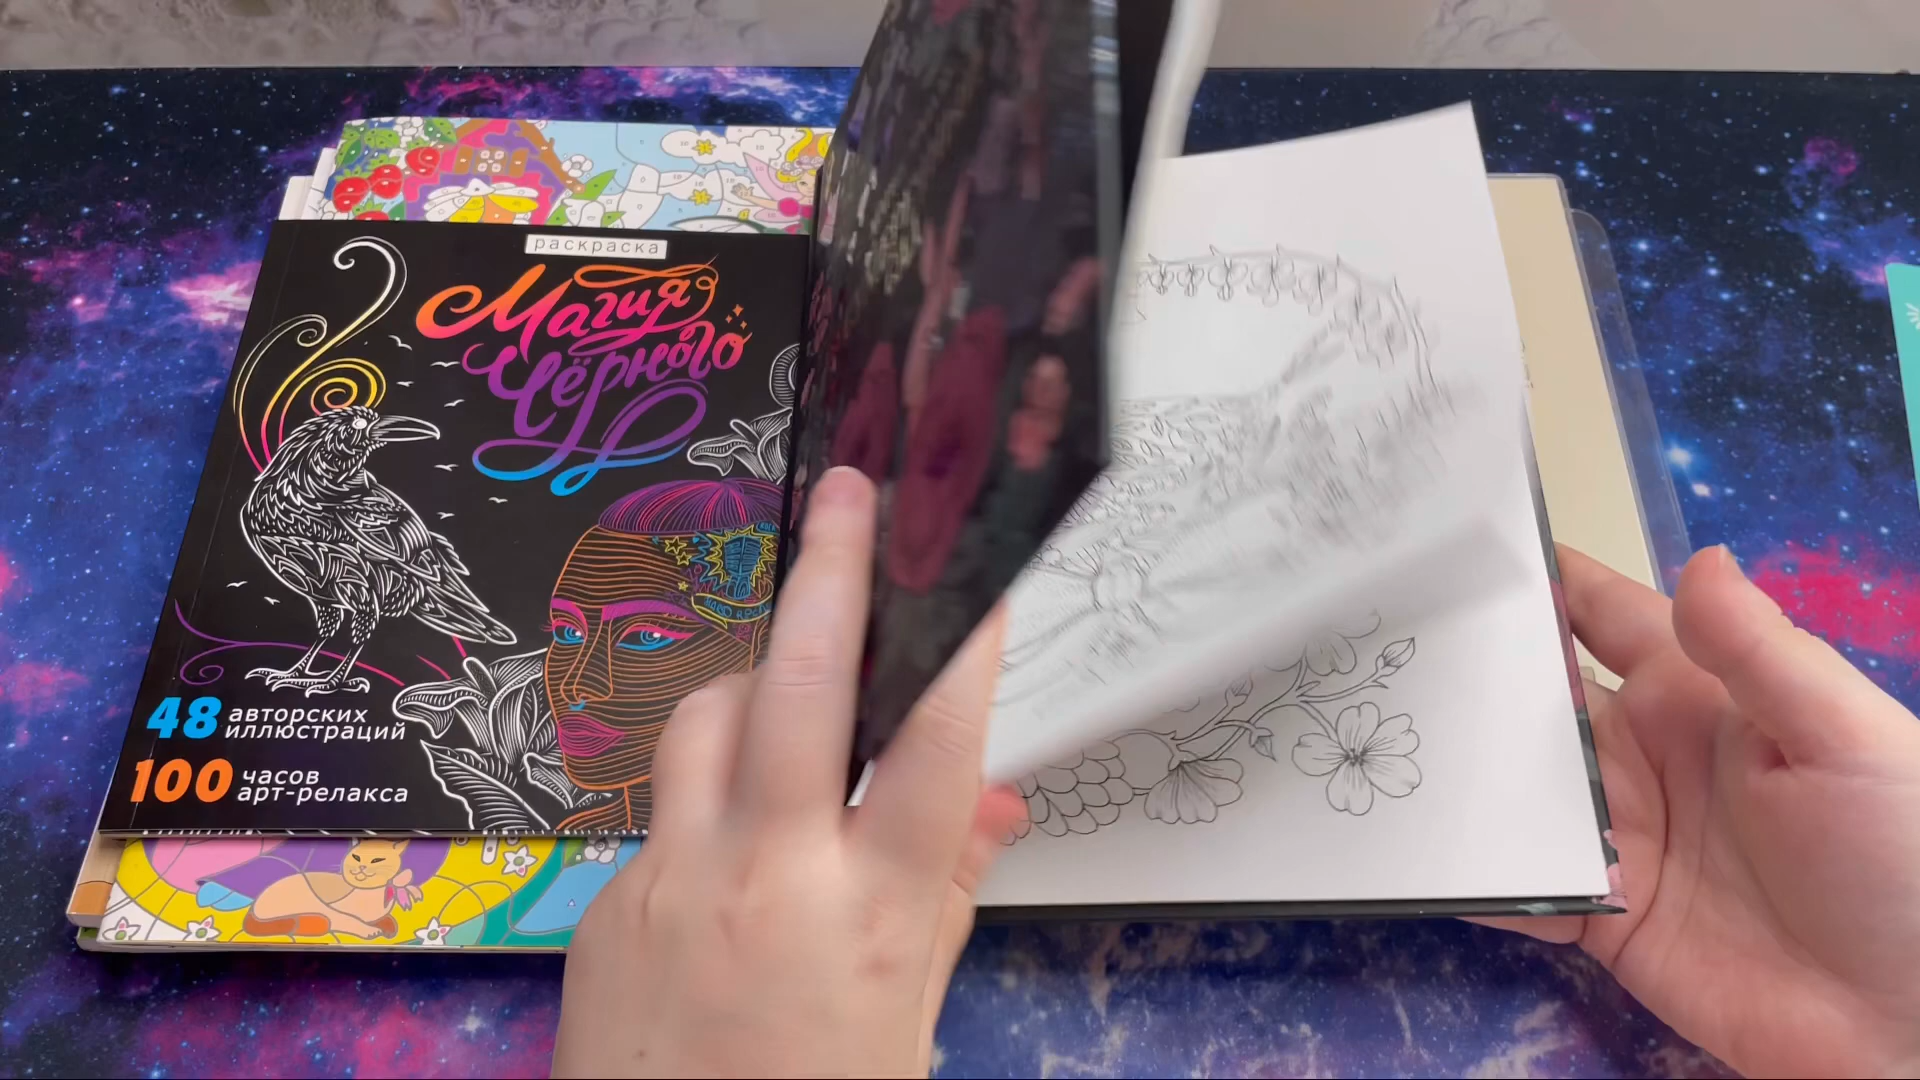 раскраска
Магия
Чёрного
48 авторских
иллюстраций
100 часов
арт-релакса